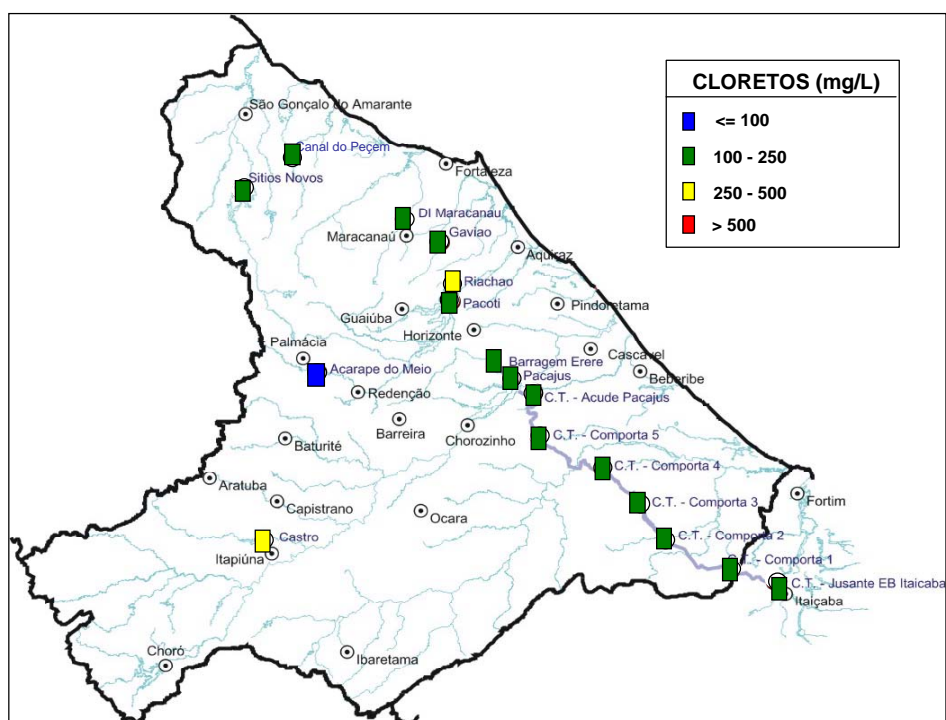 CLORETOS (mg/L)
<= 100
100 - 250
250 - 500
> 500
São Gonçalo do Amarante
Canal do Peçem
Sitios Novos
Fortaleza
DI Maracanau
Maracanaú
Gaviao
Aquiraz
Riachao
Pacoti
Pindoretama
Guaiúba
Horizonte
Palmácia
Acarape do Meio
Barragem Erere
Cascavel
Pacajus
Beberibe
Redenção
C.T. - Acude Pacajus
Barreira
Chorozinho
Baturité
C.T. - Comporta 5
C.T. - Comporta 4
Aratuba
Capistrano
Fortim
Ocara
C.T. - Comporta 3
Castro
Itapiúna
C.T. - Comporta 2
C.T. - Comporta 1
C.T. - Jusante EB Itaicaba
Itaiçaba
Choró
Ibaretama